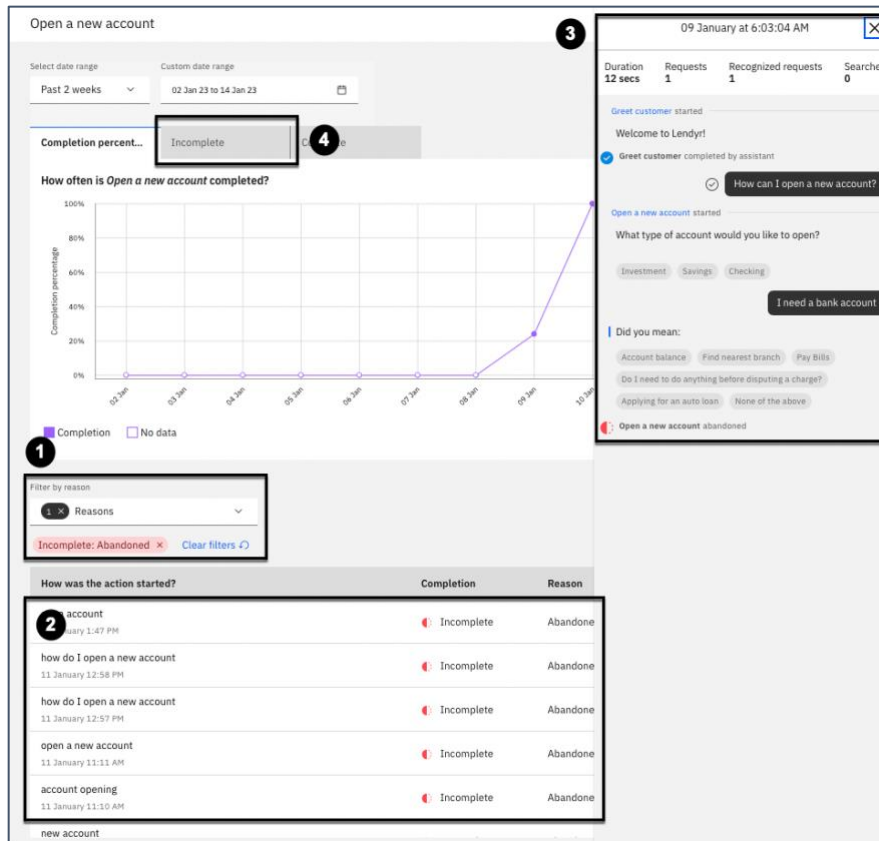 Open a new account
Select date range
Custom date range
Past 2 weeks
02 Jan 23 to 14 Jan 23
Completion percent...
Incomplete
4
How often is Open a new account completed?
100%
80%
60%
40%
20%
0%
Completion percentage
02 Jan
03 Jan
04 Jan
05 Jan
06 Jan
07 Jan
08 Jan
09 Jan
10 Jan
Completion
No data
1
Filter by reason
1 × Reasons
Incomplete: Abandoned ×
Clear filters
How was the action started?
Completion
Reason
account
2
1:47 PM
Incomplete
Abandone
how do I open a new account
11 January 12:58 PM
Incomplete
Abandone
how do I open a new account
11 January 12:57 PM
Incomplete
Abandone
open a new account
11 January 11:11 AM
Incomplete
Abandone
account opening
11 January 11:10 AM
Incomplete
Abandone
new account
3
09 January at 6:03:04 AM
Duration
12 secs
Requests
1
Recognized requests
1
Searche
0
Greet customer started
Welcome to Lendyr!
Greet customer completed by assistant
How can I open a new account?
Open a new account started
What type of account would you like to open?
Investment
Savings
Checking
I need a bank account
Did you mean:
Account balance
Find nearest branch
Pay Bills
Do I need to do anything before disputing a charge?
Applying for an auto loan
None of the above
Open a new account abandoned